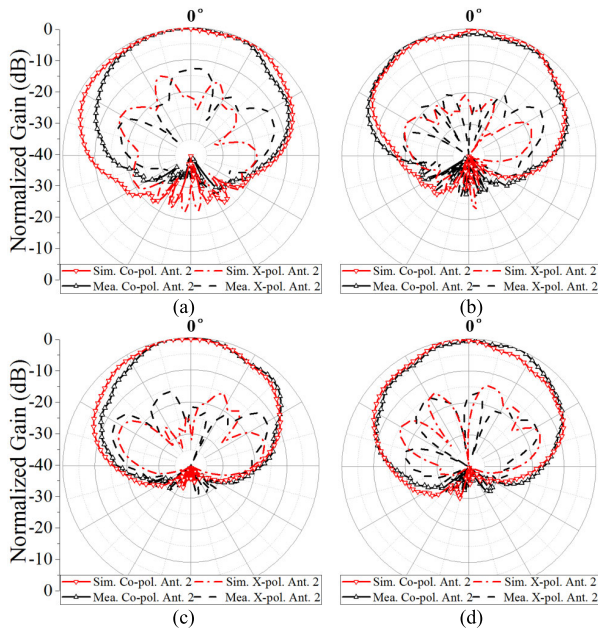 0°
0°
0
-10
-20
-30
-40
-30
-20
-10
0
Normalized Gain (dB)
Sim. Co-pol. Ant. 2
Sim. X-pol. Ant. 2
Mea. Co-pol. Ant. 2
Mea. X-pol. Ant. 2
Sim. Co-pol. Ant. 2
Sim. X-pol. Ant. 2
Mea. Co-pol. Ant. 2
Mea. X-pol. Ant. 2
(a)
(b)
0°
0°
0
-10
-20
-30
-40
-30
-20
-10
0
Normalized Gain (dB)
Sim. Co-pol. Ant. 2
Sim. X-pol. Ant. 2
Mea. Co-pol. Ant. 2
Mea. X-pol. Ant. 2
Sim. Co-pol. Ant. 2
Sim. X-pol. Ant. 2
Mea. Co-pol. Ant. 2
Mea. X-pol. Ant. 2
(c)
(d)